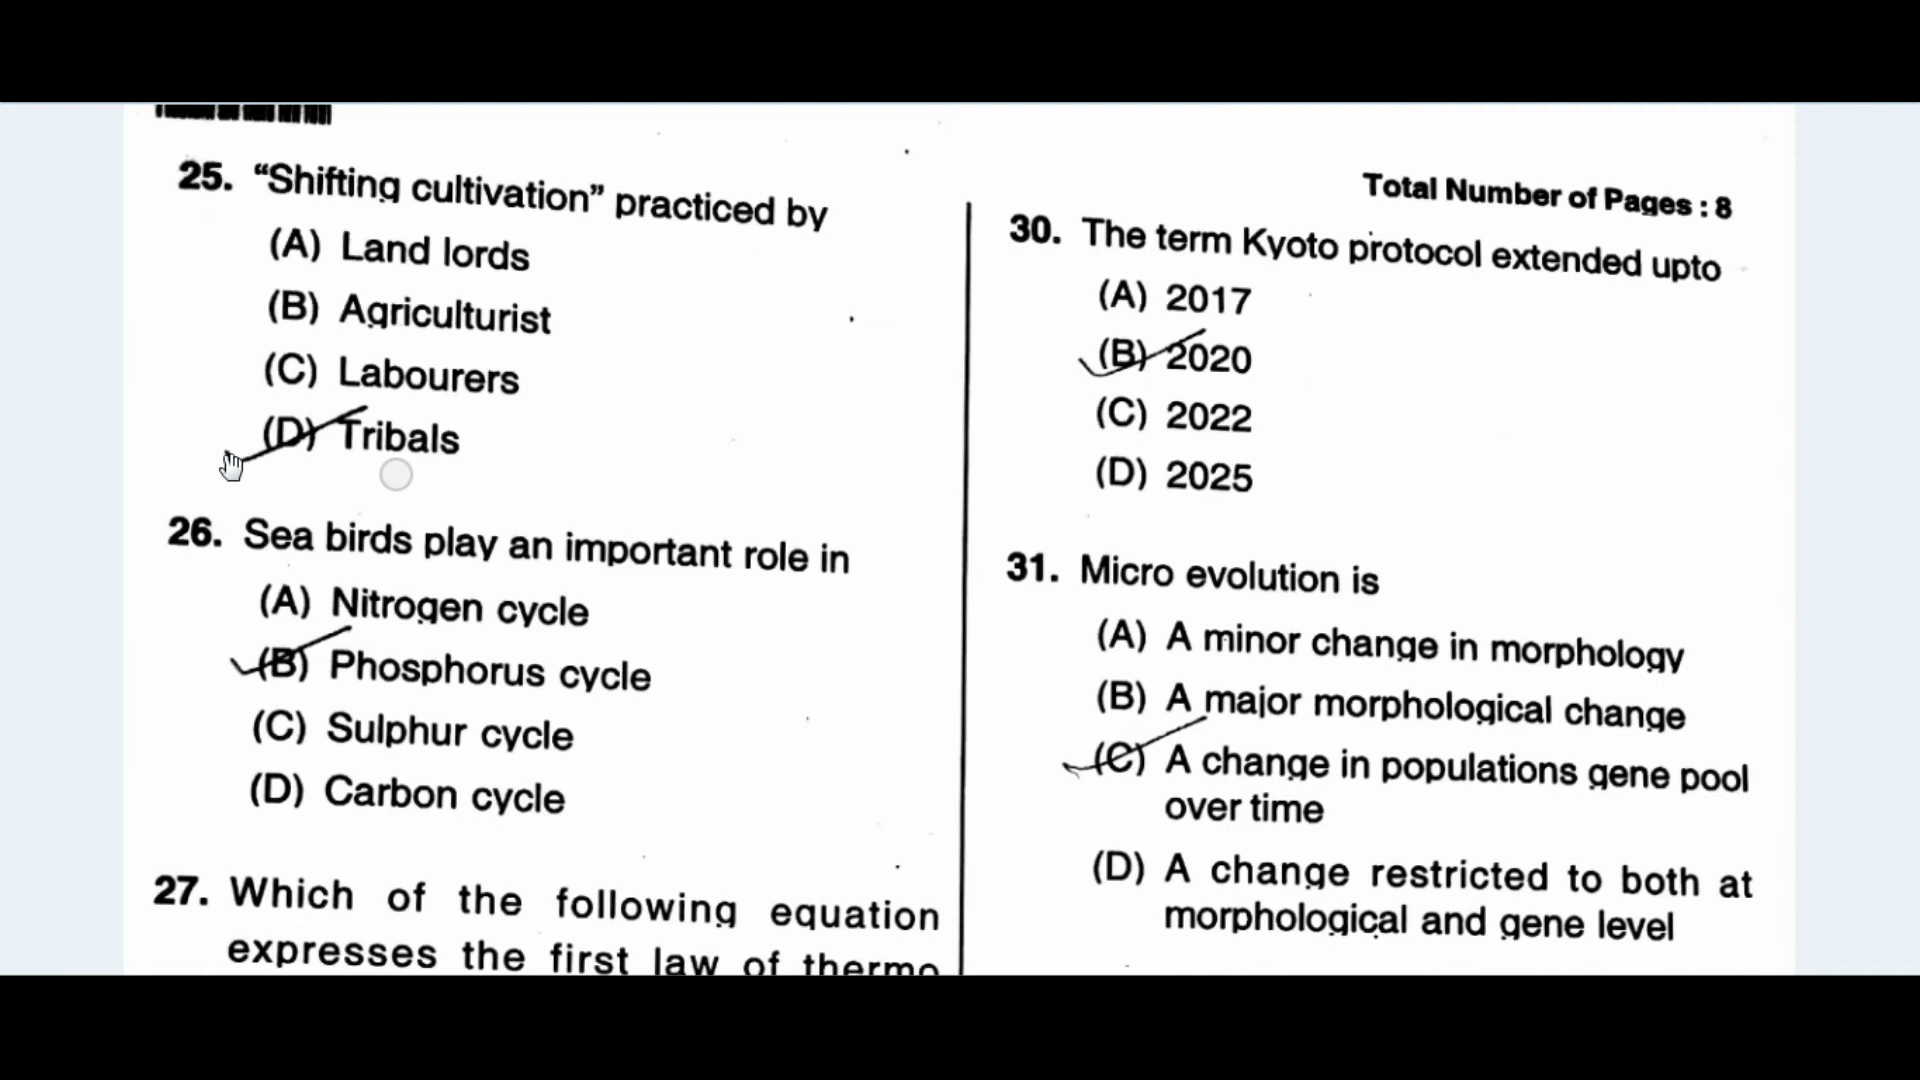 25. “Shifting cultivation” practiced by
(A) Land lords
(B) Agriculturist
(C) Labourers
(D) Tribals
26. Sea birds play an important role in
(A) Nitrogen cycle
(B) Phosphorus cycle
(C) Sulphur cycle
(D) Carbon cycle
27. Which of the following equation
expresses the first law of thermo
Total Number of Pages : 8
30. The term Kyoto protocol extended upto
(A) 2017
(B) 2020
(C) 2022
(D) 2025
31. Micro evolution is
(A) A minor change in morphology
(B) A major morphological change
(C) A change in populations gene pool
over time
(D) A change restricted to both at
morphological and gene level